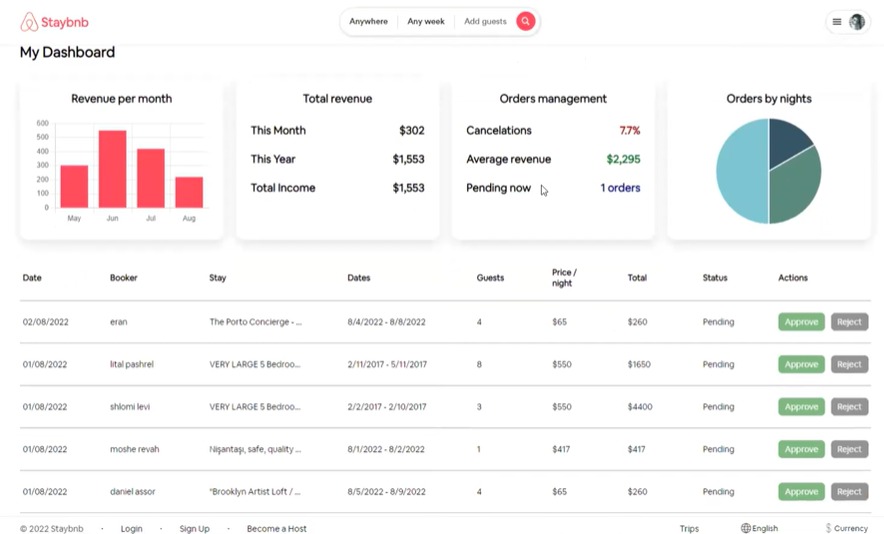 Staybnb
Anywhere Any week Add guests
My Dashboard
Revenue per month
600
500
400
300
200
100
0
May Jun Jul Aug
Total revenue
This Month $302
This Year $1,553
Total Income $1,553
Orders management
Cancelations 7.7%
Average revenue $2,295
Pending now 1 orders
Orders by nights
Date Booker Stay Dates Guests Price / night Total Status Actions
02/08/2022 eran The Porto Concierge - ... 8/4/2022 - 8/8/2022 4 $65 $260 Pending Approve Reject
01/08/2022 lital pashrel VERY LARGE 5 Bedroo... 2/11/2017 - 5/11/2017 8 $550 $1650 Pending Approve Reject
01/08/2022 shlomi levi VERY LARGE 5 Bedroo... 2/2/2017 - 2/10/2017 3 $550 $4400 Pending Approve Reject
01/08/2022 moshe revah Nişantaşı, safe, quality ... 8/1/2022 - 8/2/2022 1 $417 $417 Pending Approve Reject
01/08/2022 daniel assor "Brooklyn Artist Loft / ... 8/5/2022 - 8/9/2022 4 $65 $260 Pending Approve Reject
© 2022 Staybnb · Login · Sign Up · Become a Host Trips English $ Currency